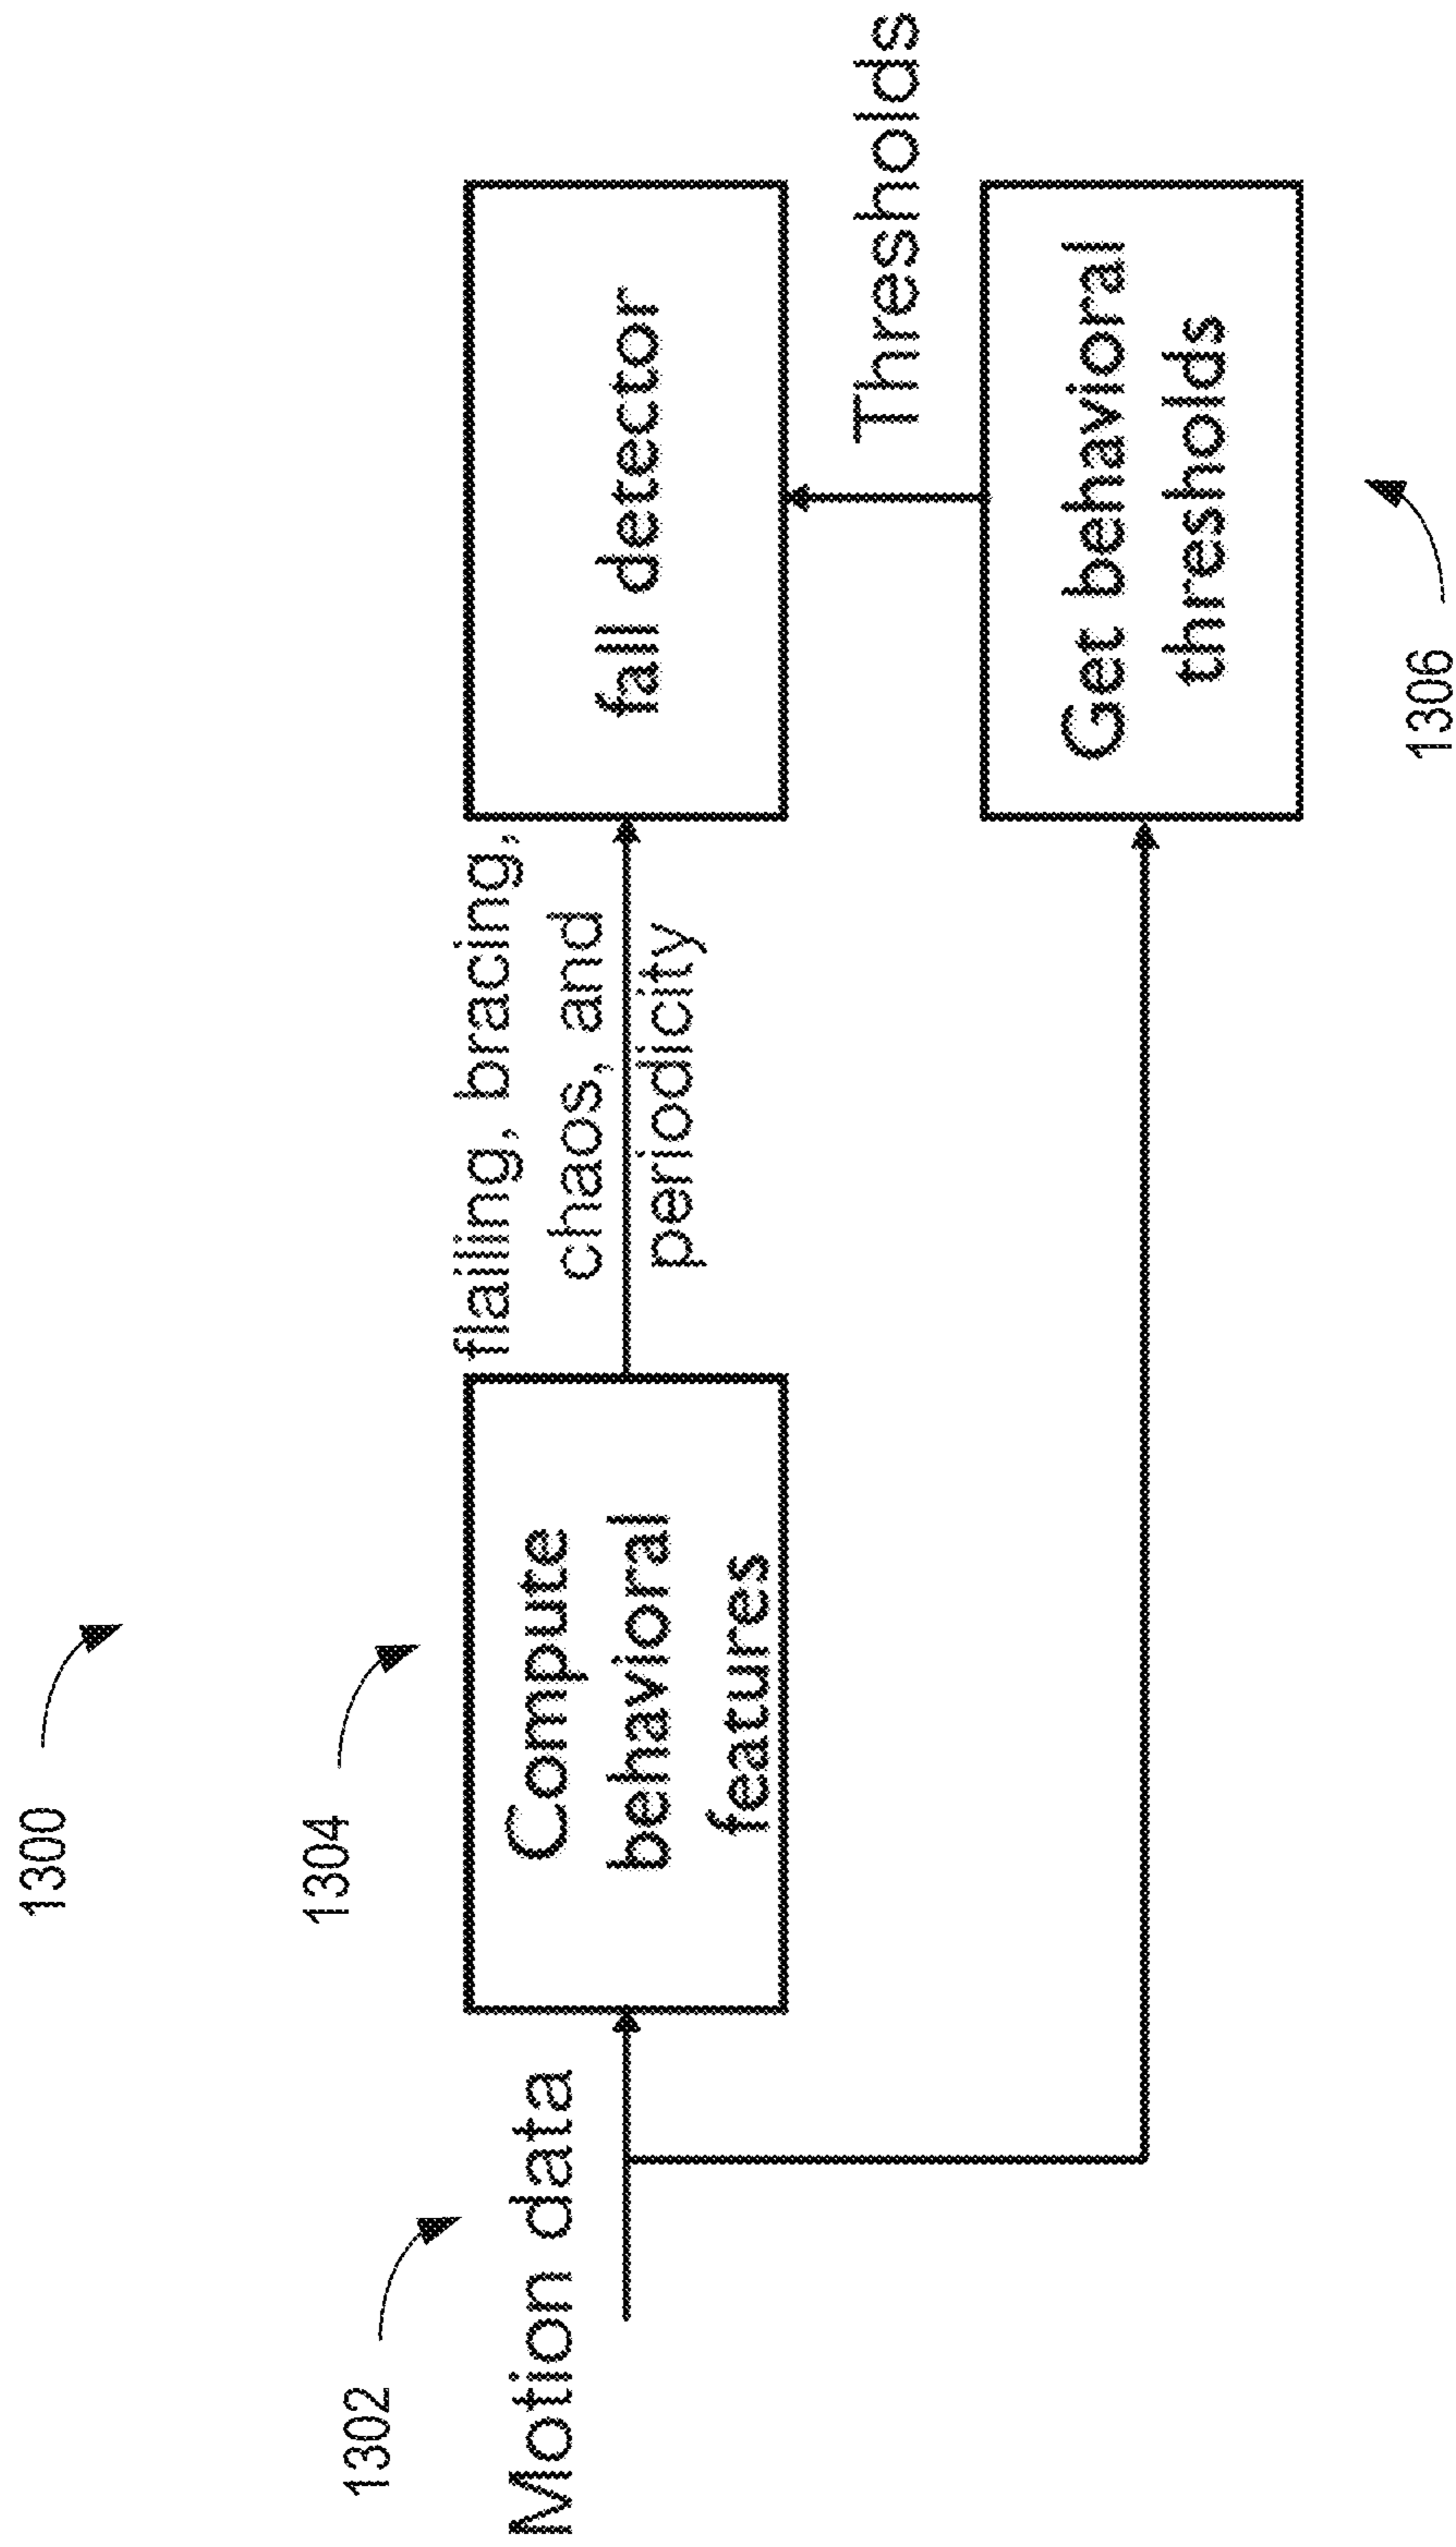 1300
1304
1302
Motion data
Compute
behavioral
features
flailing, bracing,
chaos, and
periodicity
fall detector
Thresholds
Get behavioral
thresholds
1306